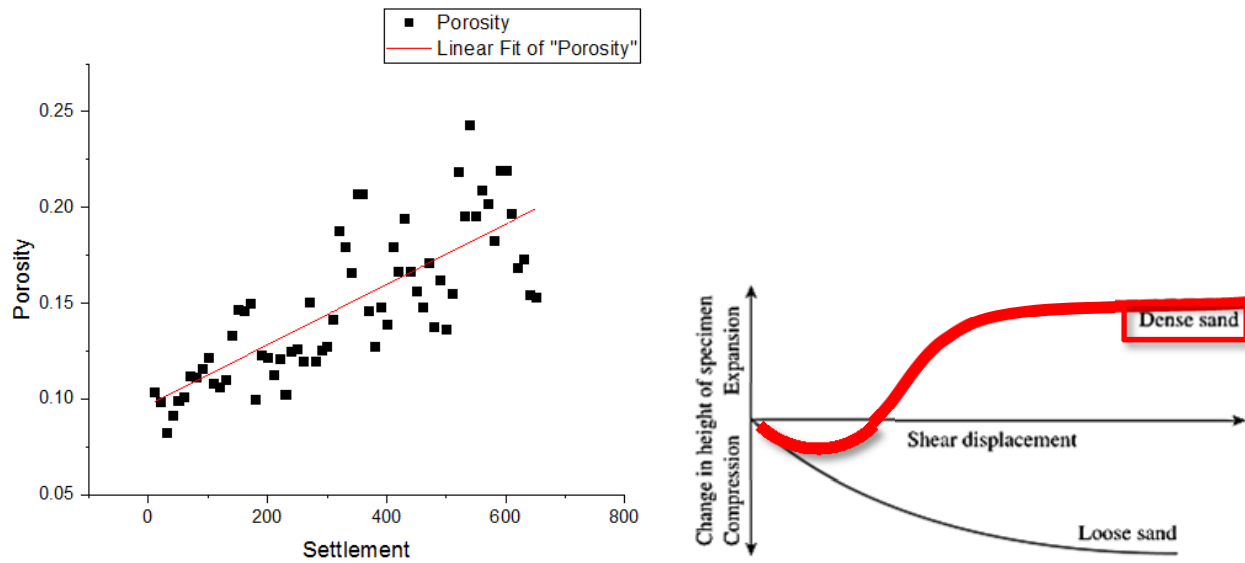 Porosity
Linear Fit of "Porosity"
0.25
0.20
0.15
0.10
0.05
Porosity
0
200
400
600
800
Settlement
Change in height of specimen
Compression
Expansion
Dense sand
Shear displacement
Loose sand